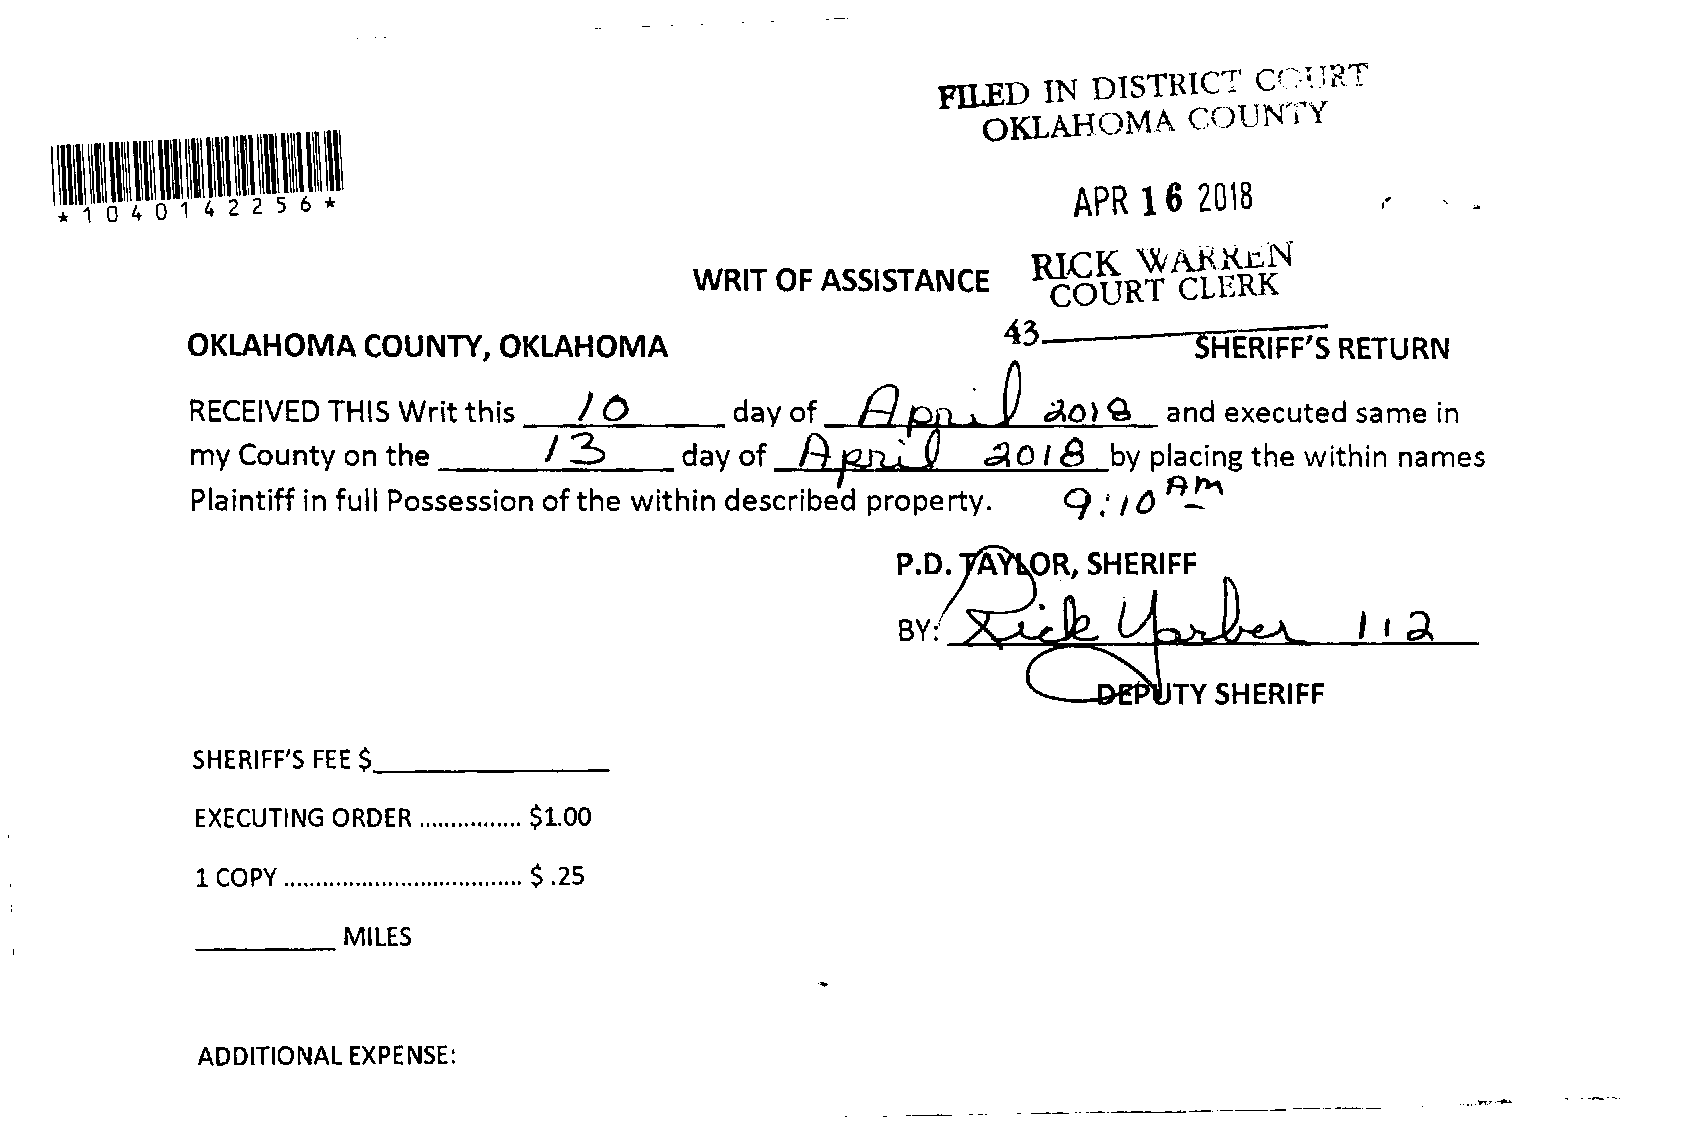 FILED IN DISTRICT COURT
OKLAHOMA COUNTY
*1040142256*
APR 16 2018
RICK WARREN
COURT CLERK
WRIT OF ASSISTANCE
43
OKLAHOMA COUNTY, OKLAHOMA SHERIFF'S RETURN
RECEIVED THIS Writ this 10 day of April 2018 and executed same in
my County on the 13 day of April 2018 by placing the within names
Plaintiff in full Possession of the within described property. 9:10 AM
P.D. TAYLOR, SHERIFF
BY: Rick Yarber 112
DEPUTY SHERIFF
SHERIFF'S FEE $
EXECUTING ORDER ................ $1.00
1 COPY ...................................... $ .25
MILES
ADDITIONAL EXPENSE: